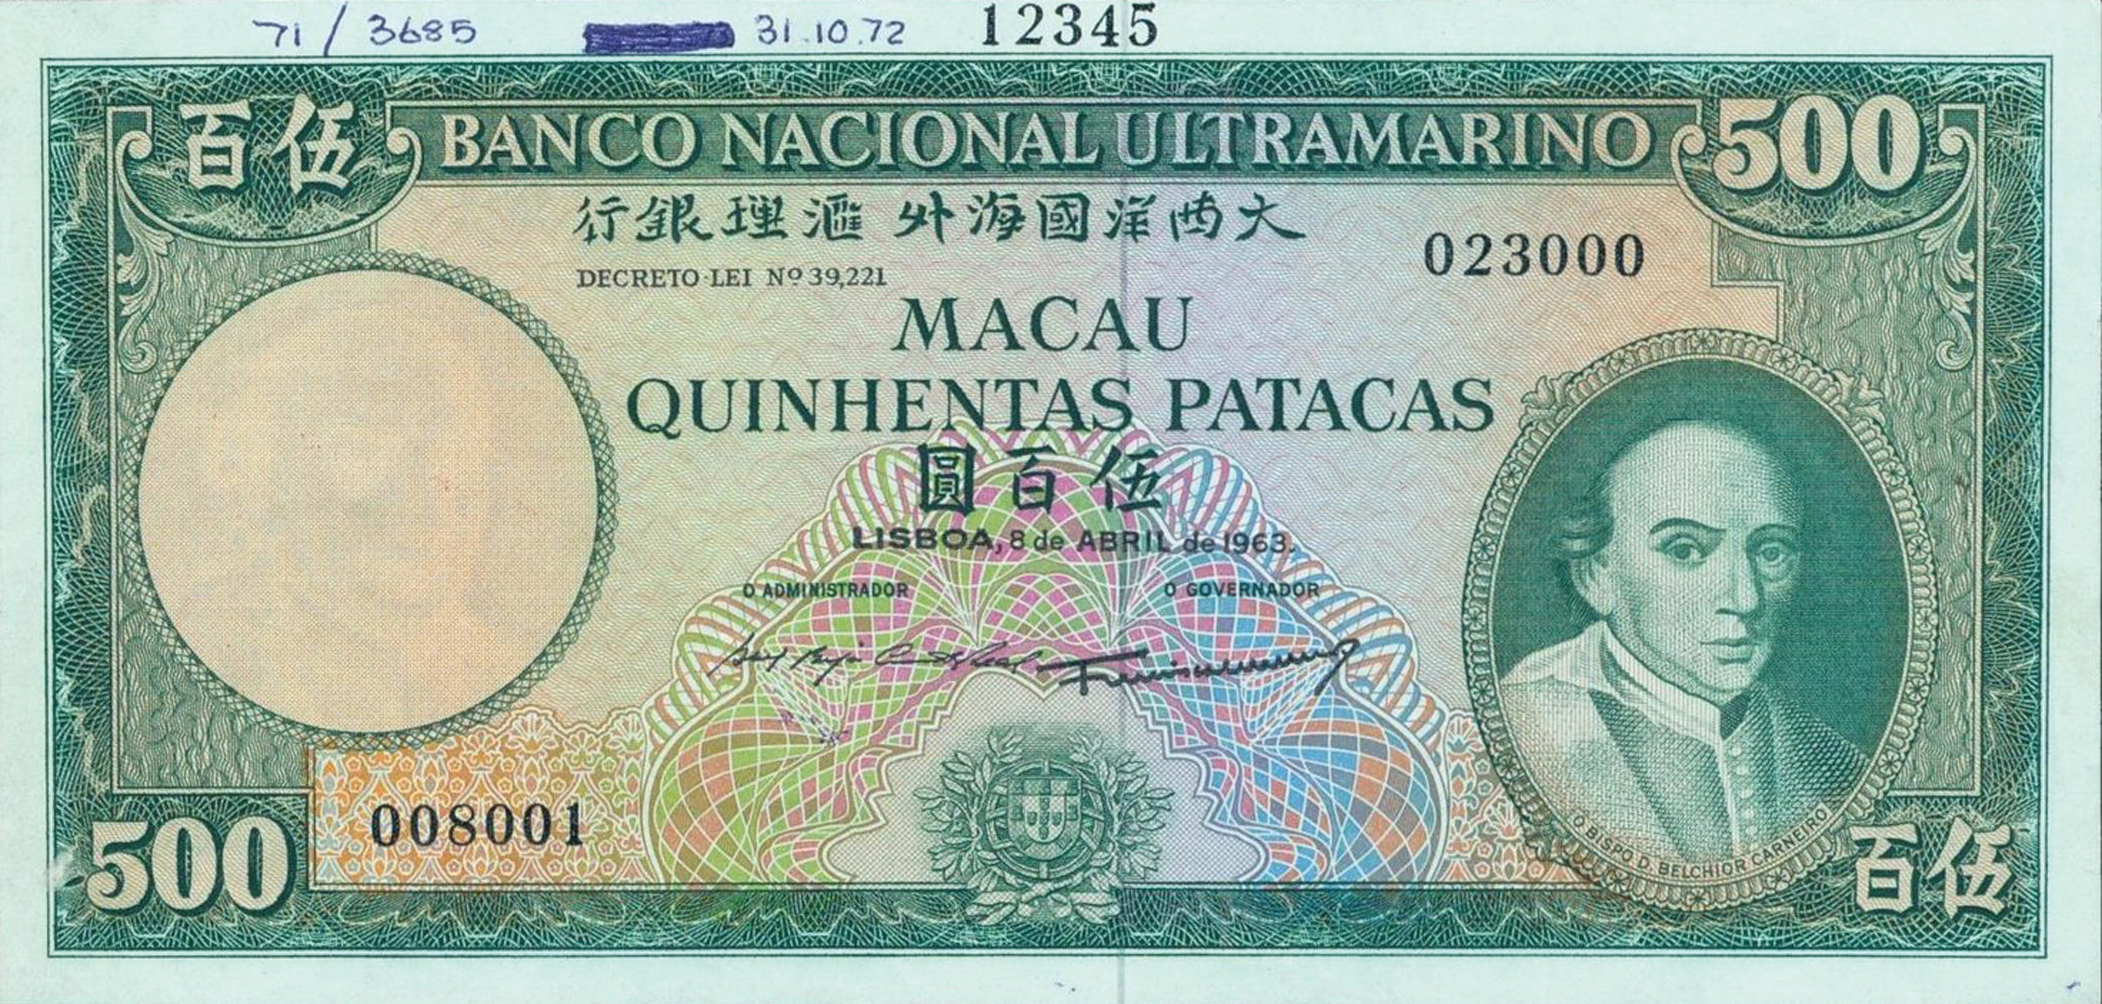 71 / 3685 31.10.72 12345
百伍 BANCO NACIONAL ULTRAMARINO 500
行銀理滙外海國洋西大
023000
DECRETO-LEI Nº 39,221
MACAU
QUINHENTAS PATACAS
圓百伍
LISBOA, 8 de ABRIL de 1963.
O ADMINISTRADOR O GOVERNADOR
008001
O BISPO D. BELCHIOR CARNEIRO
500 百伍